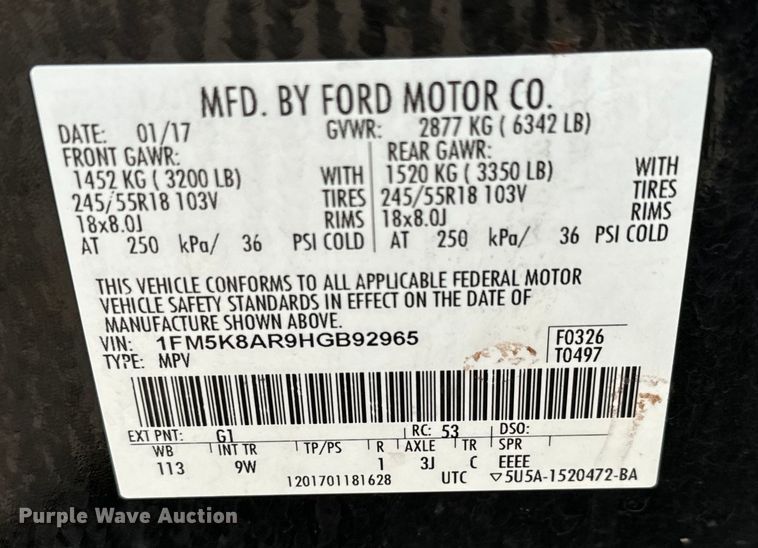 MFD. BY FORD MOTOR CO.
DATE: 01/17 GVWR: 2877 KG ( 6342 LB)
FRONT GAWR: REAR GAWR:
1452 KG ( 3200 LB) WITH 1520 KG ( 3350 LB) WITH
245/55R18 103V TIRES 245/55R18 103V TIRES
18x8.0J RIMS 18x8.0J RIMS
AT 250 kPa/ 36 PSI COLD AT 250 kPa/ 36 PSI COLD
THIS VEHICLE CONFORMS TO ALL APPLICABLE FEDERAL MOTOR
VEHICLE SAFETY STANDARDS IN EFFECT ON THE DATE OF
MANUFACTURE SHOWN ABOVE.
VIN: 1FM5K8AR9HGB92965 F0326
TYPE: MPV T0497
EXT PNT: G1 RC: 53 DSO:
WB INT TR TP/PS R AXLE TR SPR
113 9W 1 3J C EEEE
1201701181628 UTC ▽5U5A-1520472-BA
Purple Wave Auction